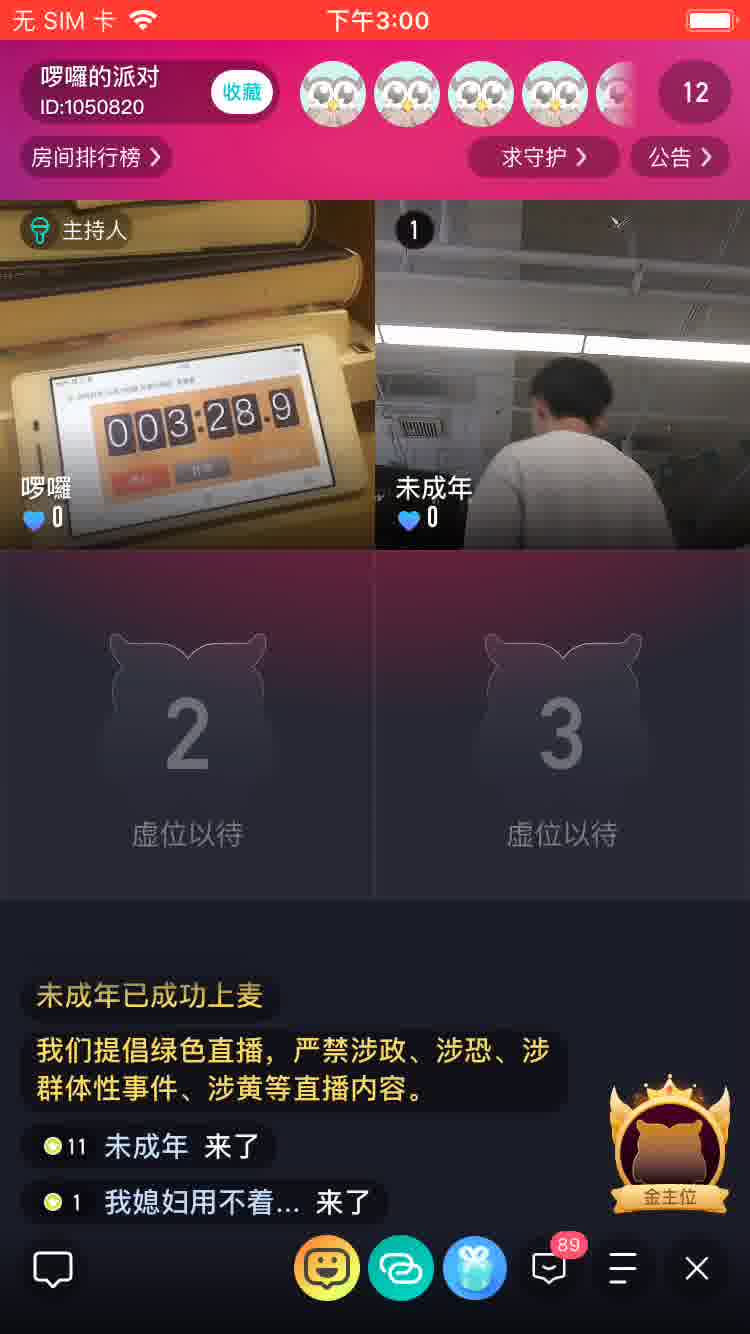 无 SIM 卡
下午3:00
啰囉的派对
ID:1050820
收藏
12
房间排行榜
求守护
公告
主持人
1
003:28.9
啰囉
0
未成年
0
2
3
虚位以待
虚位以待
未成年已成功上麦
我们提倡绿色直播，严禁涉政、涉恐、涉
群体性事件、涉黄等直播内容。
11 未成年 来了
1 我媳妇用不着... 来了
金主位
89